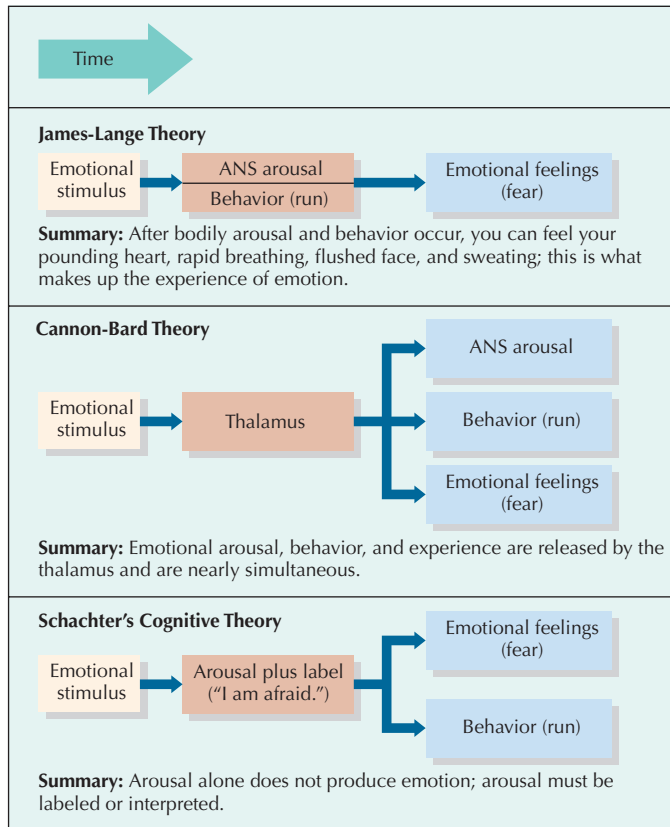 Time
James-Lange Theory
Emotional
stimulus
ANS arousal
Behavior (run)
Emotional feelings
(fear)
Summary: After bodily arousal and behavior occur, you can feel your
pounding heart, rapid breathing, flushed face, and sweating; this is what
makes up the experience of emotion.
Cannon-Bard Theory
Emotional
stimulus
Thalamus
ANS arousal
Behavior (run)
Emotional feelings
(fear)
Summary: Emotional arousal, behavior, and experience are released by the
thalamus and are nearly simultaneous.
Schachter’s Cognitive Theory
Emotional
stimulus
Arousal plus label
(“I am afraid.”)
Emotional feelings
(fear)
Behavior (run)
Summary: Arousal alone does not produce emotion; arousal must be
labeled or interpreted.